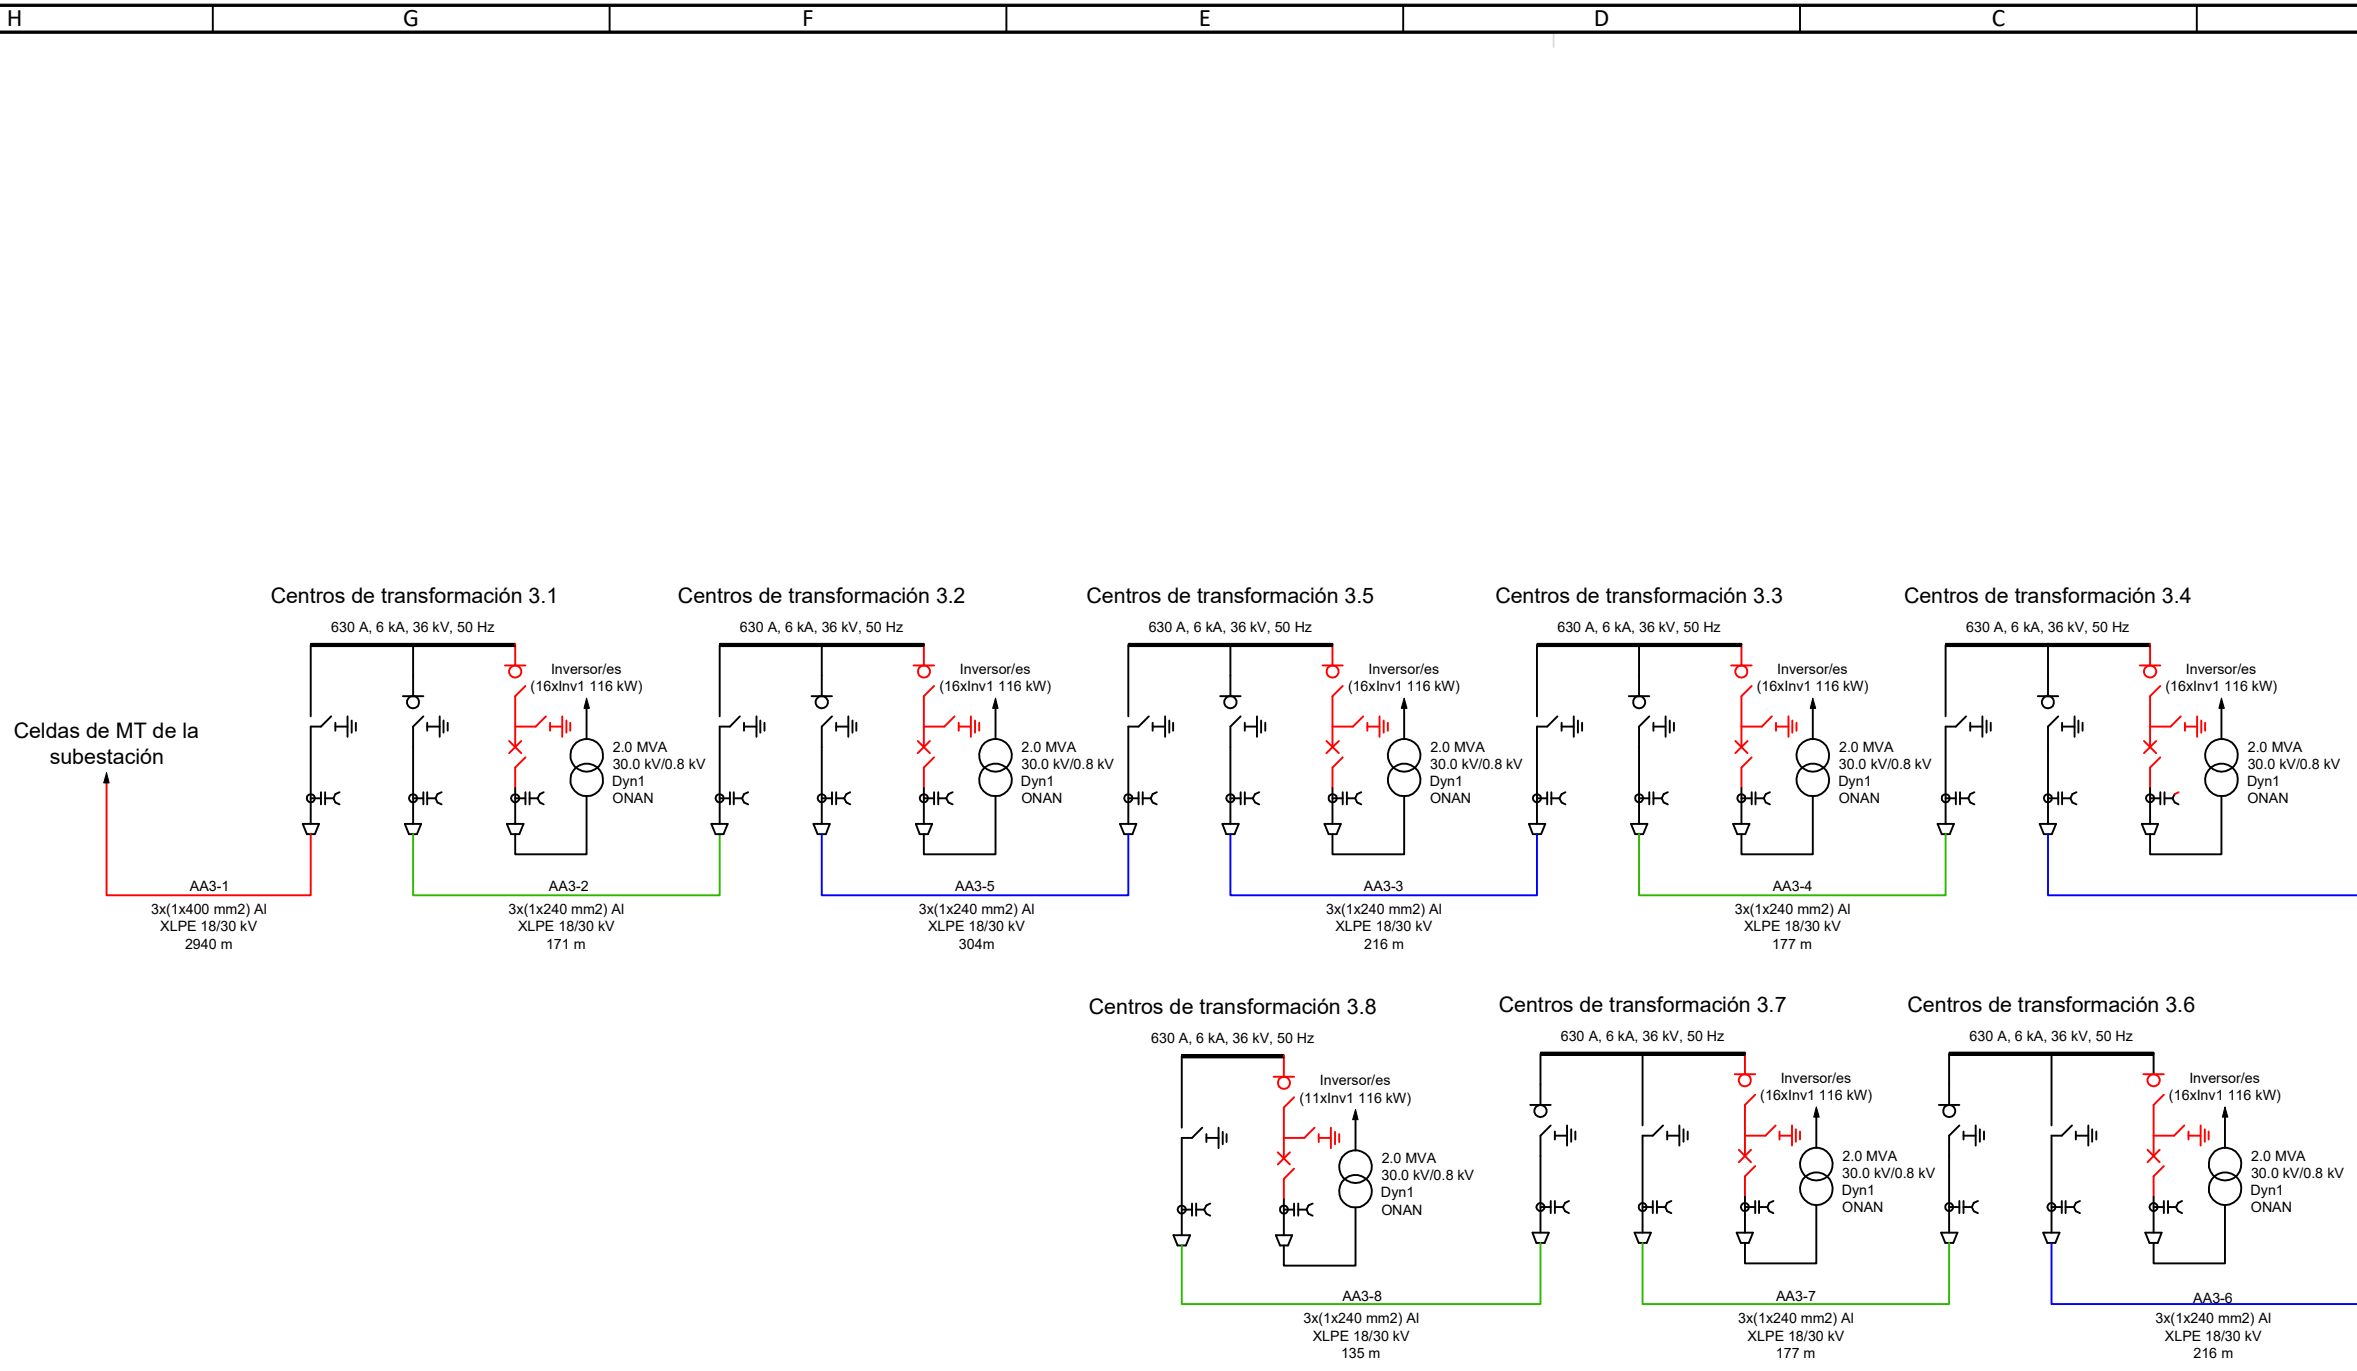 H G F E D C
Centros de transformación 3.1
630 A, 6 kA, 36 kV, 50 Hz
Inversor/es
(16xInv1 116 kW)
2.0 MVA
30.0 kV/0.8 kV
Dyn1
ONAN
Centros de transformación 3.2
630 A, 6 kA, 36 kV, 50 Hz
Inversor/es
(16xInv1 116 kW)
2.0 MVA
30.0 kV/0.8 kV
Dyn1
ONAN
Centros de transformación 3.5
630 A, 6 kA, 36 kV, 50 Hz
Inversor/es
(16xInv1 116 kW)
2.0 MVA
30.0 kV/0.8 kV
Dyn1
ONAN
Centros de transformación 3.3
630 A, 6 kA, 36 kV, 50 Hz
Inversor/es
(16xInv1 116 kW)
2.0 MVA
30.0 kV/0.8 kV
Dyn1
ONAN
Centros de transformación 3.4
630 A, 6 kA, 36 kV, 50 Hz
Inversor/es
(16xInv1 116 kW)
2.0 MVA
30.0 kV/0.8 kV
Dyn1
ONAN
Celdas de MT de la
subestación
AA3-1
3x(1x400 mm2) Al
XLPE 18/30 kV
2940 m
AA3-2
3x(1x240 mm2) Al
XLPE 18/30 kV
171 m
AA3-5
3x(1x240 mm2) Al
XLPE 18/30 kV
304m
AA3-3
3x(1x240 mm2) Al
XLPE 18/30 kV
216 m
AA3-4
3x(1x240 mm2) Al
XLPE 18/30 kV
177 m
Centros de transformación 3.8
630 A, 6 kA, 36 kV, 50 Hz
Inversor/es
(11xInv1 116 kW)
2.0 MVA
30.0 kV/0.8 kV
Dyn1
ONAN
Centros de transformación 3.7
630 A, 6 kA, 36 kV, 50 Hz
Inversor/es
(16xInv1 116 kW)
2.0 MVA
30.0 kV/0.8 kV
Dyn1
ONAN
Centros de transformación 3.6
630 A, 6 kA, 36 kV, 50 Hz
Inversor/es
(16xInv1 116 kW)
2.0 MVA
30.0 kV/0.8 kV
Dyn1
ONAN
AA3-8
3x(1x240 mm2) Al
XLPE 18/30 kV
135 m
AA3-7
3x(1x240 mm2) Al
XLPE 18/30 kV
177 m
AA3-6
3x(1x240 mm2) Al
XLPE 18/30 kV
216 m